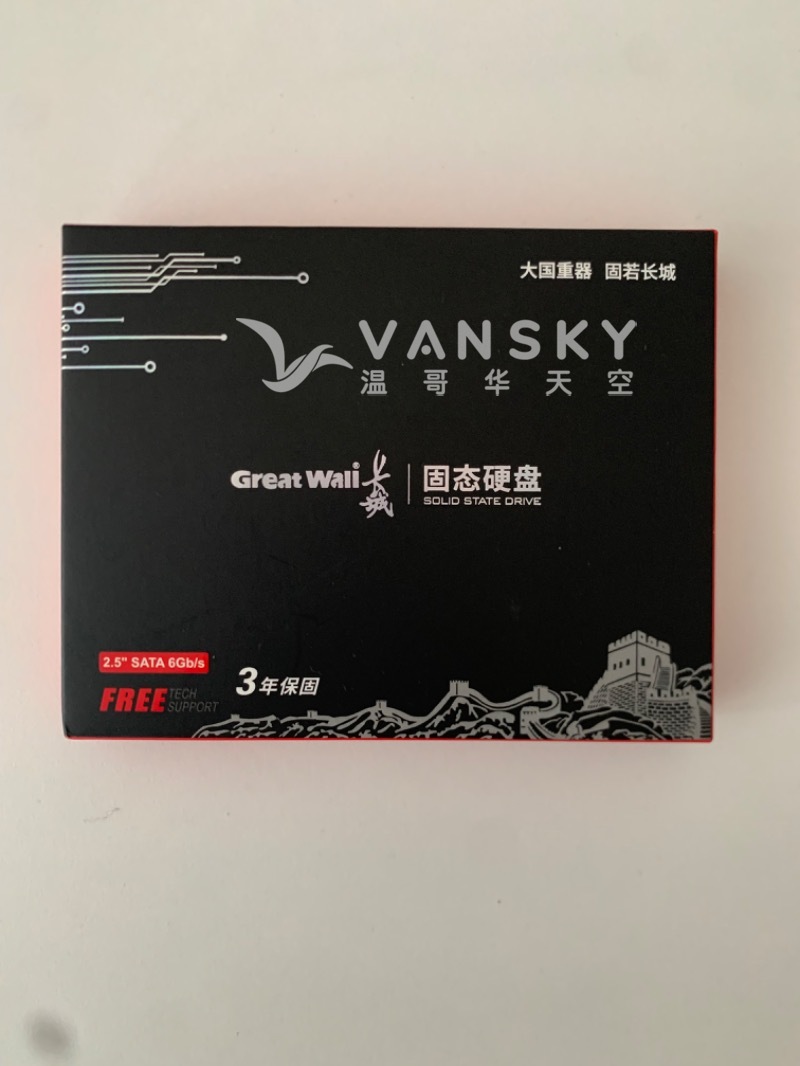 大国重器 固若长城
VANSKY
温哥华天空
Great Wall® 长城 | 固态硬盘
SOLID STATE DRIVE
2.5" SATA 6Gb/s
FREE TECH SUPPORT
3年保固